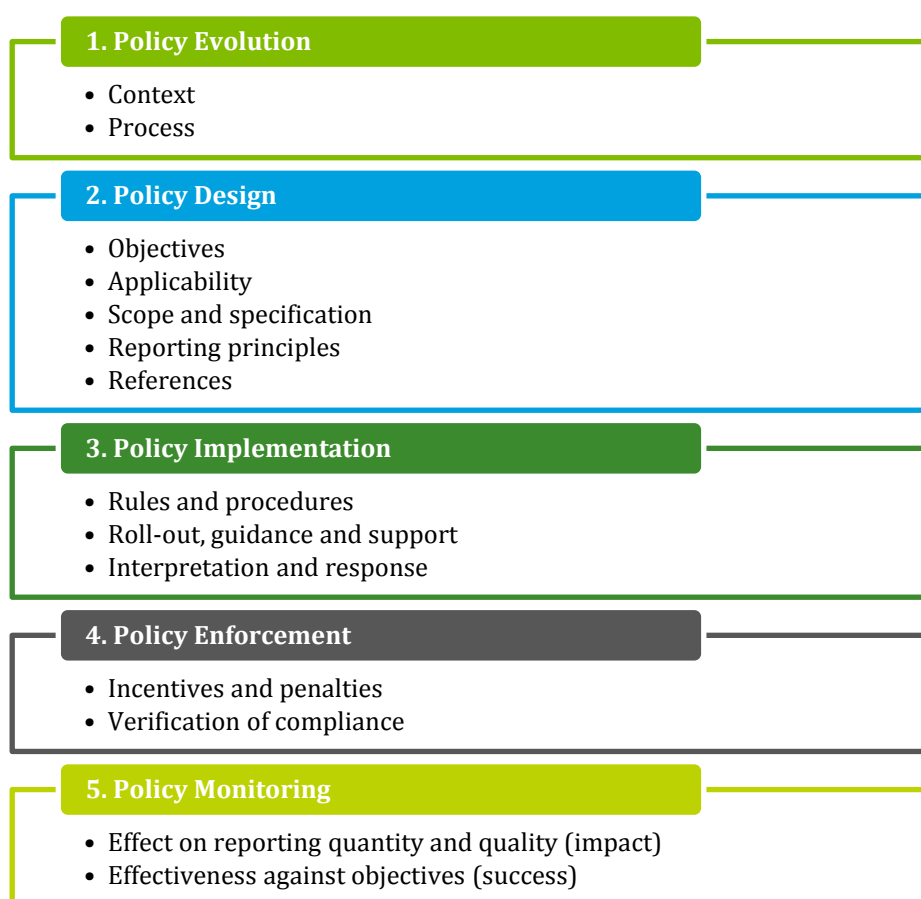 1. Policy Evolution
• Context
• Process
2. Policy Design
• Objectives
• Applicability
• Scope and specification
• Reporting principles
• References
3. Policy Implementation
• Rules and procedures
• Roll-out, guidance and support
• Interpretation and response
4. Policy Enforcement
• Incentives and penalties
• Verification of compliance
5. Policy Monitoring
• Effect on reporting quantity and quality (impact)
• Effectiveness against objectives (success)